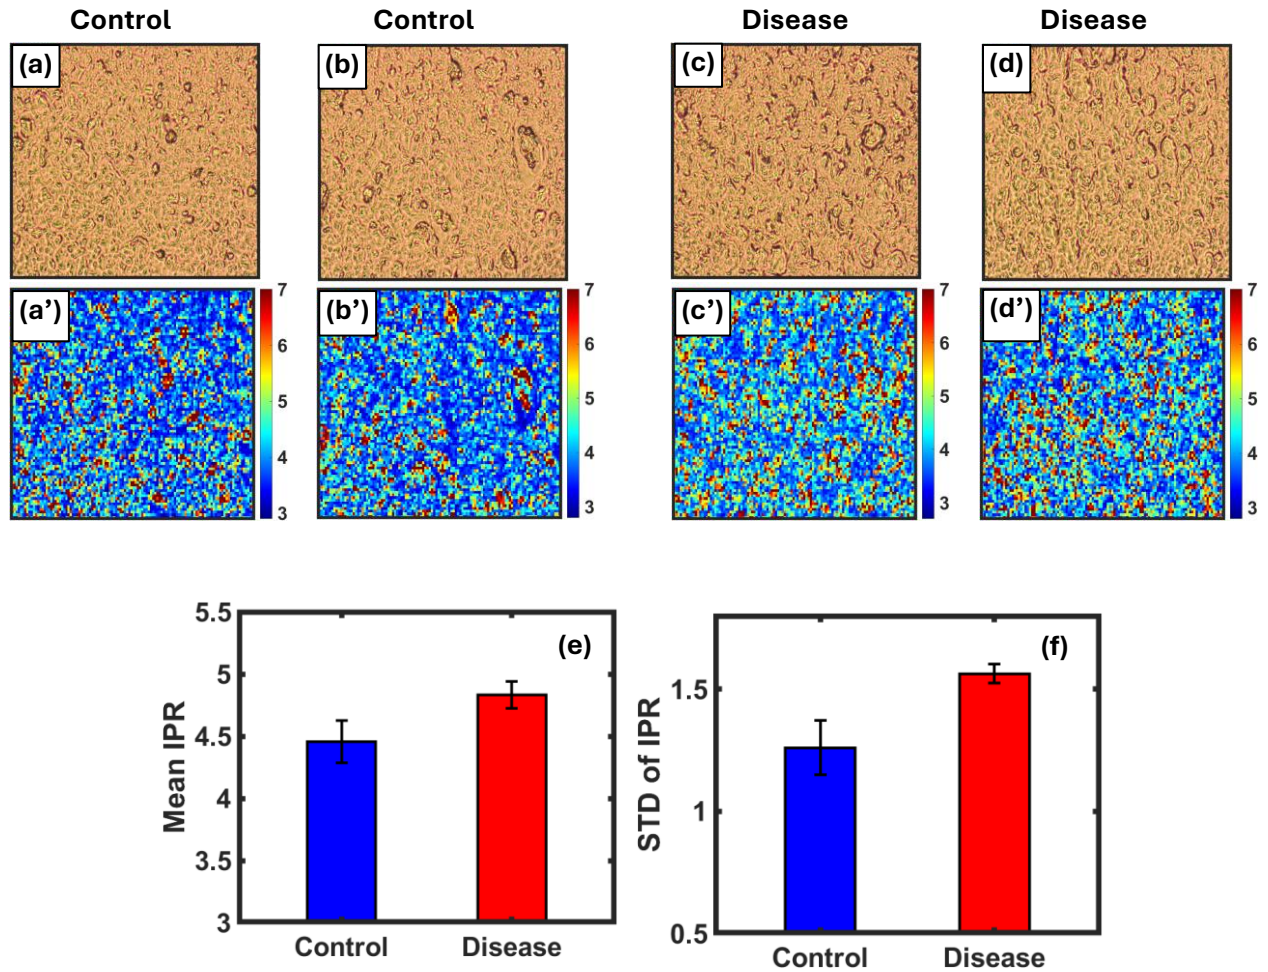 Control
Control
Disease
Disease
(a)
(b)
(c)
(d)
(a’)
(b’)
(c’)
(d’)
7
6
5
4
3
7
6
5
4
3
7
6
5
4
3
7
6
5
4
3
5.5
5
4.5
4
3.5
3
Mean IPR
(e)
Control
Disease
1.5
1
0.5
STD of IPR
(f)
Control
Disease